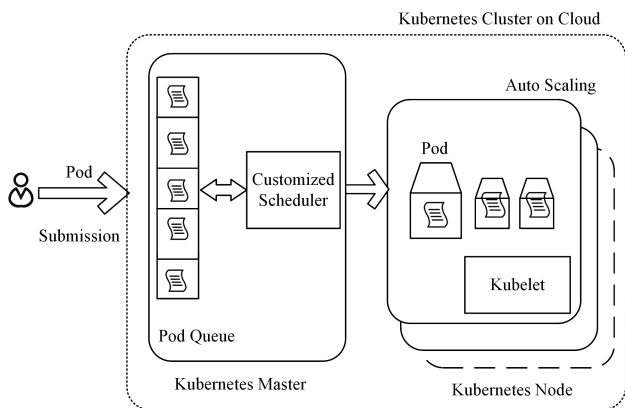 Kubernetes Cluster on Cloud
Auto Scaling
Pod
Pod
Submission
Customized
Scheduler
Kubelet
Pod Queue
Kubernetes Master
Kubernetes Node